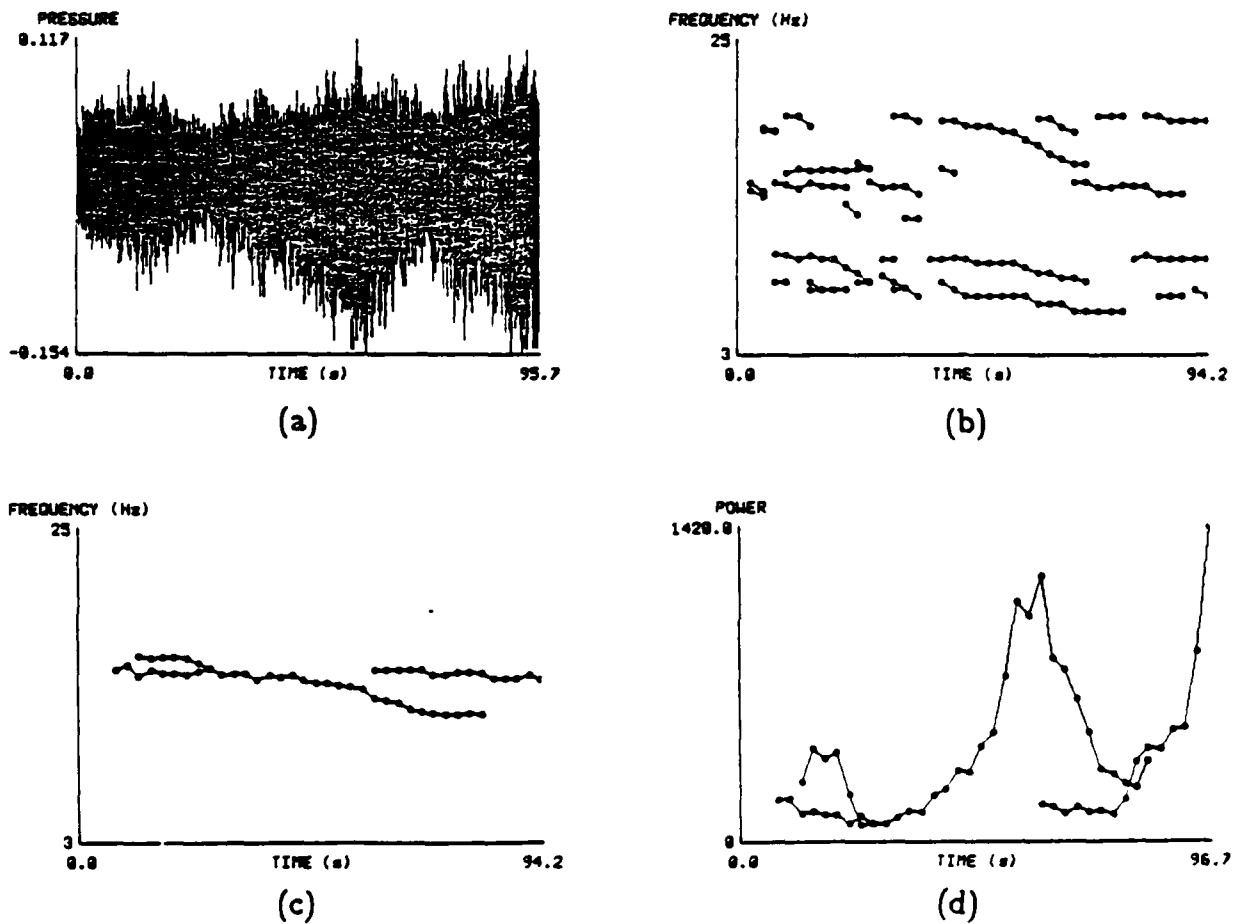 PRESSURE
0.117
-0.154
0.0
TIME (s)
95.7
(a)
FREQUENCY (Hz)
25
3
0.0
TIME (s)
94.2
(b)
FREQUENCY (Hz)
25
3
0.0
TIME (s)
94.2
(c)
POWER
1420.0
0
0.0
TIME (s)
96.7
(d)